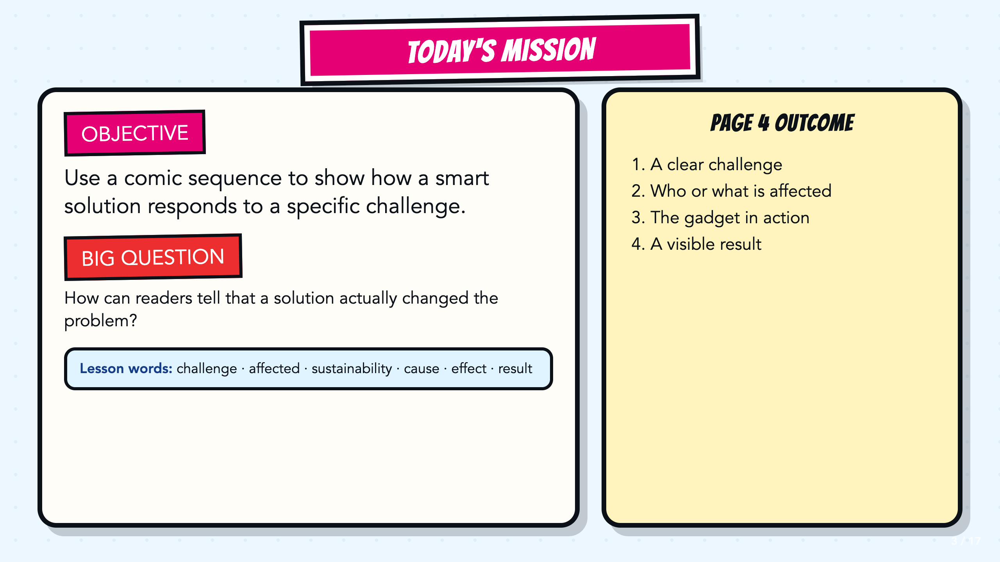 TODAY'S MISSION
OBJECTIVE
Use a comic sequence to show how a smart
solution responds to a specific challenge.
BIG QUESTION
How can readers tell that a solution actually changed the
problem?
Lesson words: challenge · affected · sustainability · cause · effect · result
PAGE 4 OUTCOME
1. A clear challenge
2. Who or what is affected
3. The gadget in action
4. A visible result
3 / 17